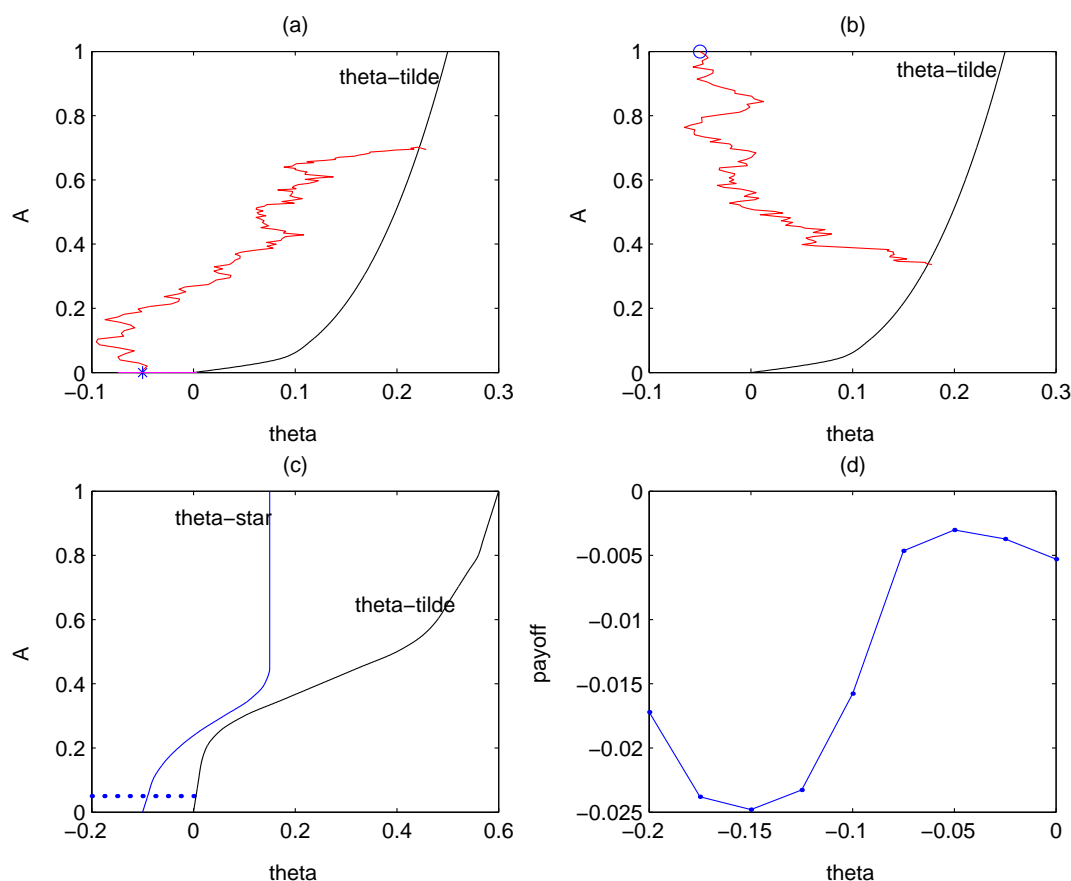 (a)
1
0.8
0.6
0.4
0.2
0
A
theta−tilde
−0.1
0
0.1
0.2
0.3
theta
(b)
1
0.8
0.6
0.4
0.2
0
A
theta−tilde
−0.1
0
0.1
0.2
0.3
theta
(c)
1
0.8
0.6
0.4
0.2
0
A
theta−star
theta−tilde
−0.2
0
0.2
0.4
0.6
theta
(d)
0
−0.005
−0.01
−0.015
−0.02
−0.025
payoff
−0.2
−0.15
−0.1
−0.05
0
theta